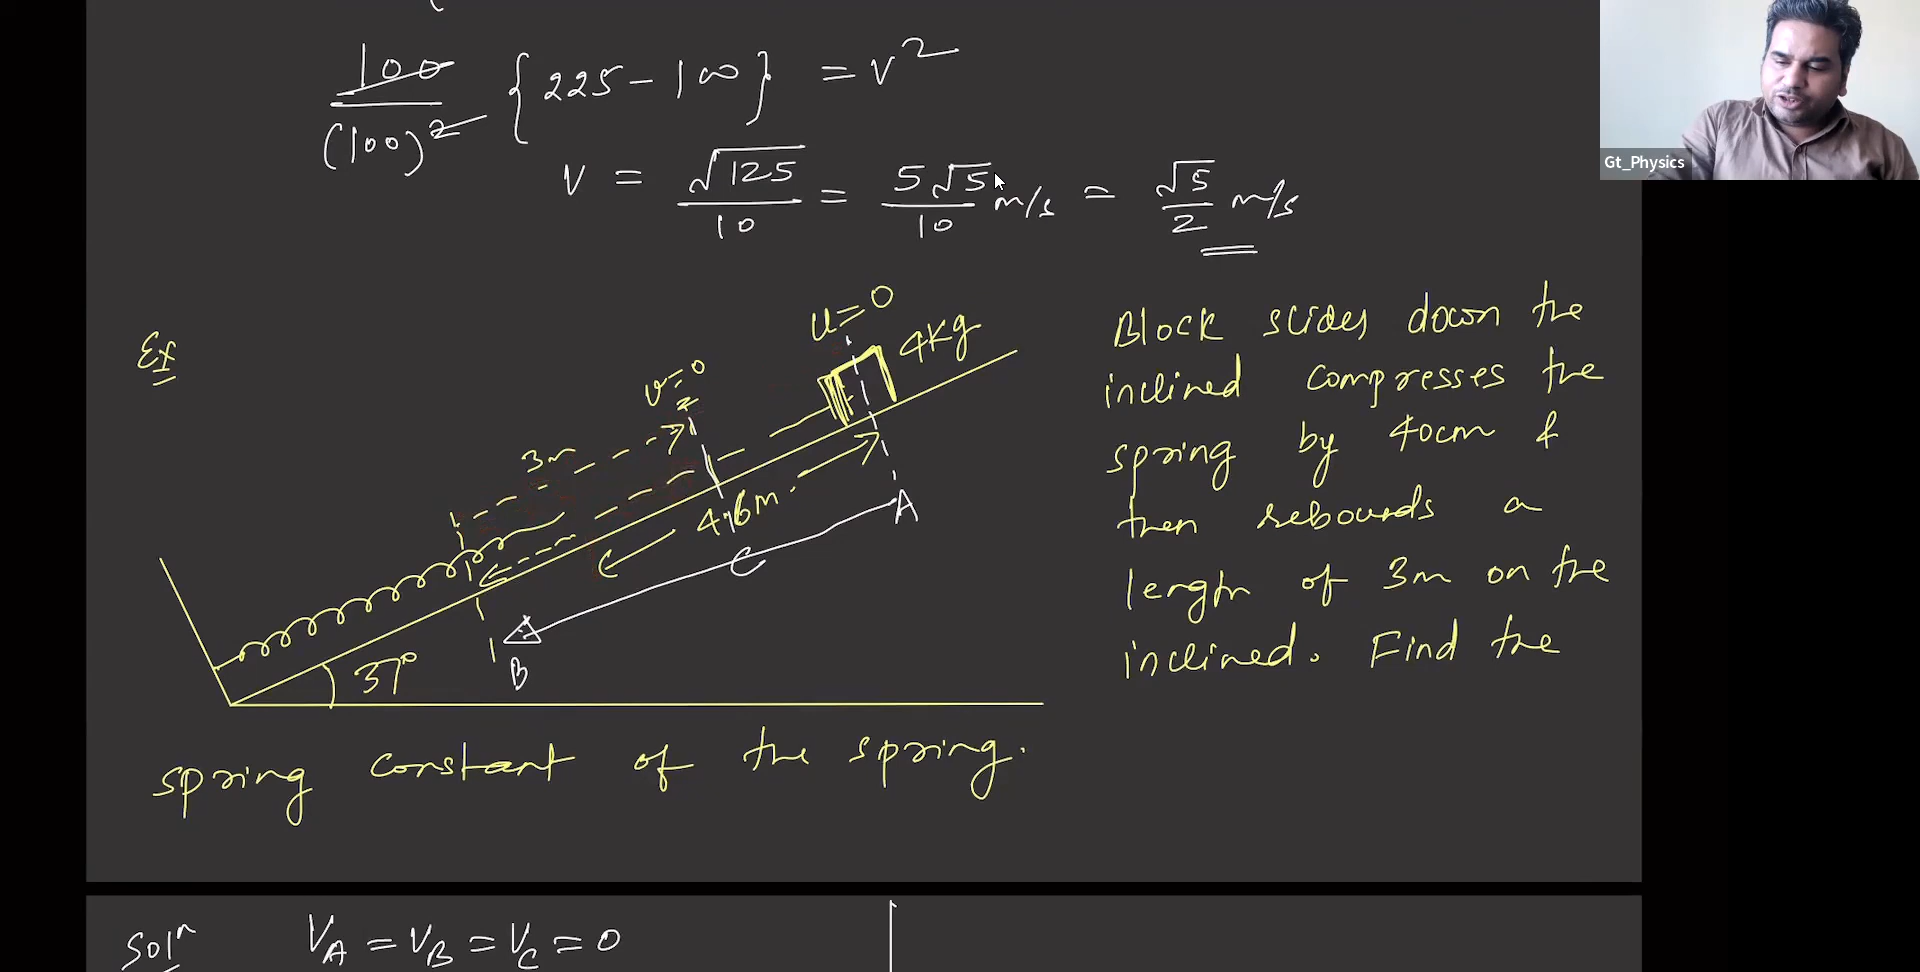 100
(100)²
{225 - 100} = v²
v = √125 / 10 = 5√5 / 10 m/s = √5 / 2 m/s
Gt_Physics
Ex
u=0
4Kg
v=0
3m
4.6m
A
C
B
37°
Block slides down the
inclined compresses the
spring by 40cm &
then rebounds a
length of 3m on the
inclined. Find the
spring constant of the spring.
Solⁿ
V_A = V_B = V_C = 0